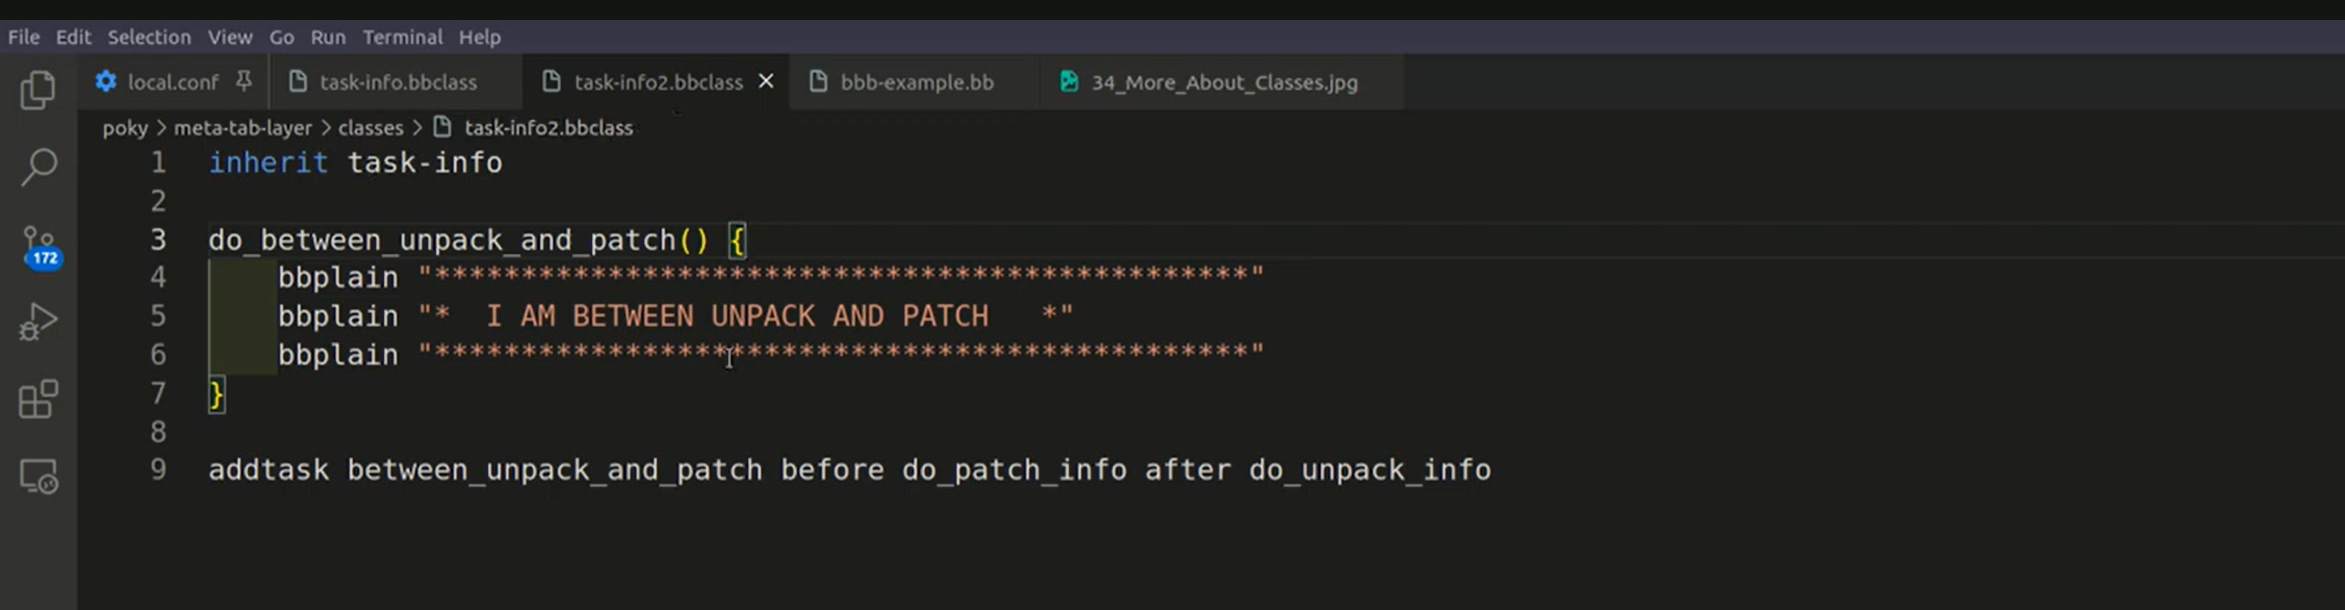 File Edit Selection View Go Run Terminal Help
local.conf task-info.bbclass task-info2.bbclass bbb-example.bb 34_More_About_Classes.jpg
poky > meta-tab-layer > classes > task-info2.bbclass
1 inherit task-info
2
3 do_between_unpack_and_patch() {
172
4 bbplain "***********************************************"
5 bbplain "*  I AM BETWEEN UNPACK AND PATCH   *"
6 bbplain "***********************************************"
7 }
8
9 addtask between_unpack_and_patch before do_patch_info after do_unpack_info